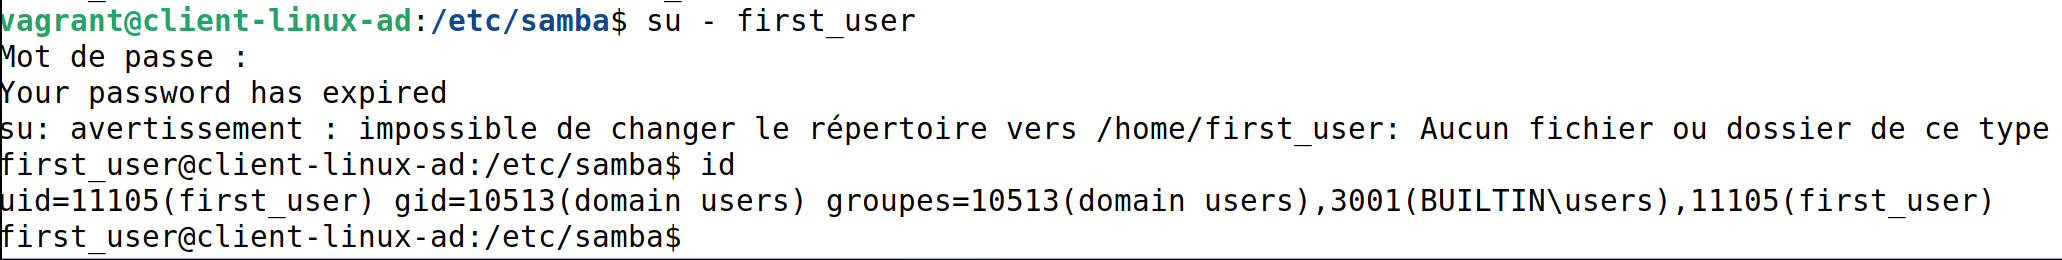 vagrant@client-linux-ad:/etc/samba$ su - first_user
Mot de passe :
Your password has expired
su: avertissement : impossible de changer le répertoire vers /home/first_user: Aucun fichier ou dossier de ce type
first_user@client-linux-ad:/etc/samba$ id
uid=11105(first_user) gid=10513(domain users) groupes=10513(domain users),3001(BUILTIN\users),11105(first_user)
first_user@client-linux-ad:/etc/samba$